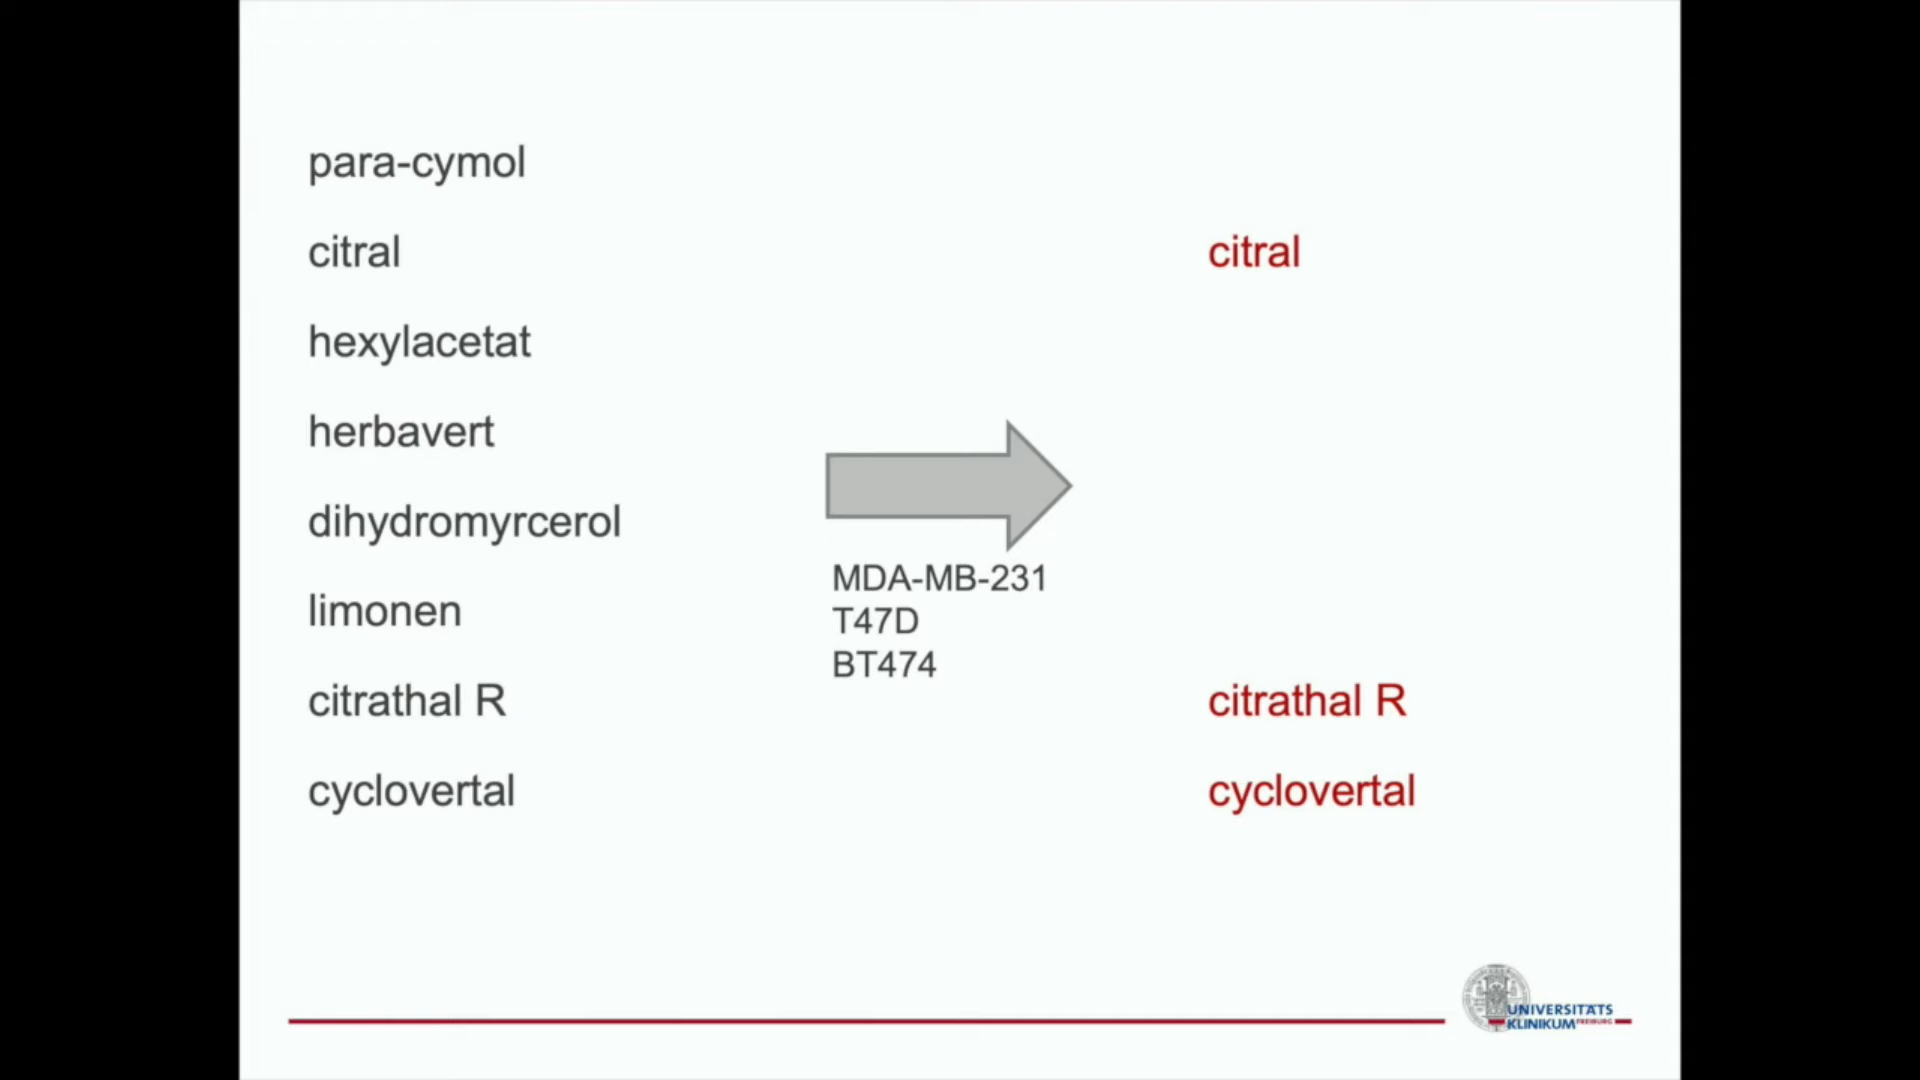 para-cymol
citral
hexylacetat
herbavert
dihydromyrcerol
limonen
citrathal R
cyclovertal
MDA-MB-231
T47D
BT474
citral
citrathal R
cyclovertal
UNIVERSITÄTS
KLINIKUM FREIBURG